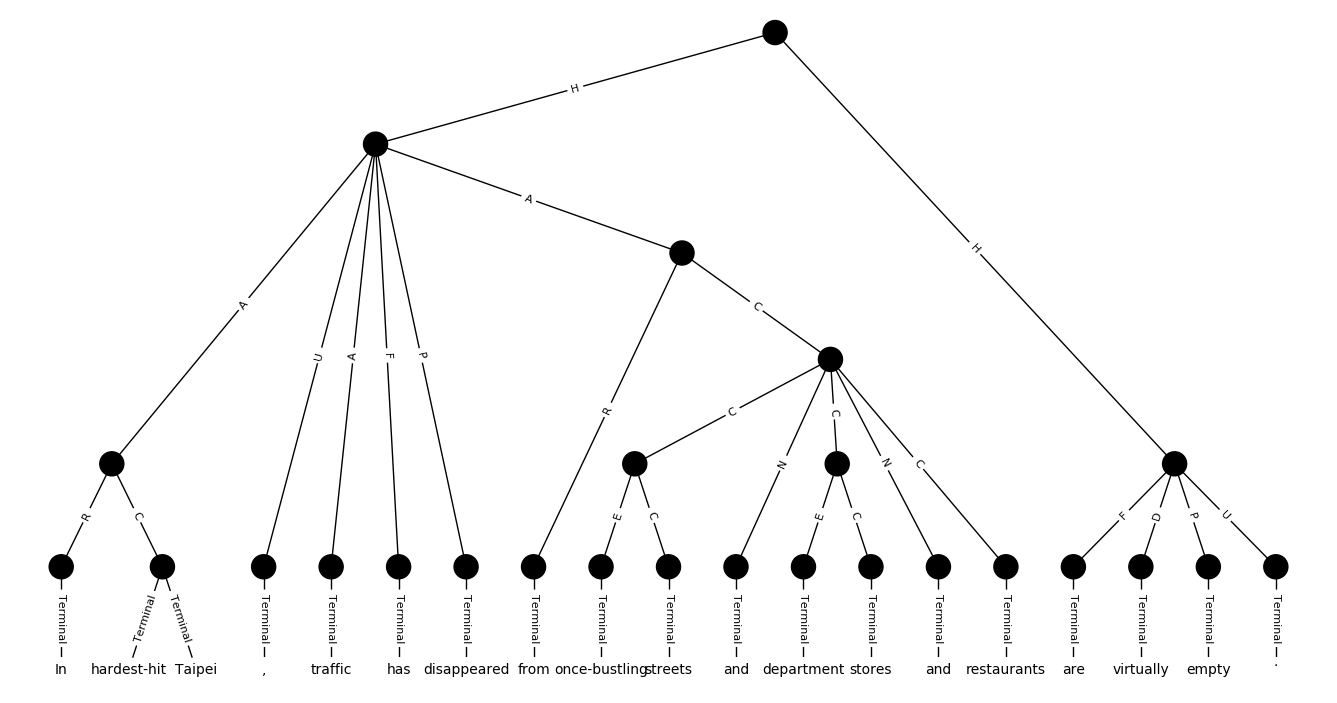 H
A
A
H
A
U
A
F
P
C
R
C
N
C
N
C
R
C
E
C
E
C
F
D
P
U
Terminal Terminal Terminal Terminal Terminal Terminal Terminal Terminal Terminal Terminal Terminal Terminal Terminal Terminal Terminal Terminal Terminal Terminal Terminal
In hardest-hit Taipei , traffic has disappeared from once-bustling streets and department stores and restaurants are virtually empty .